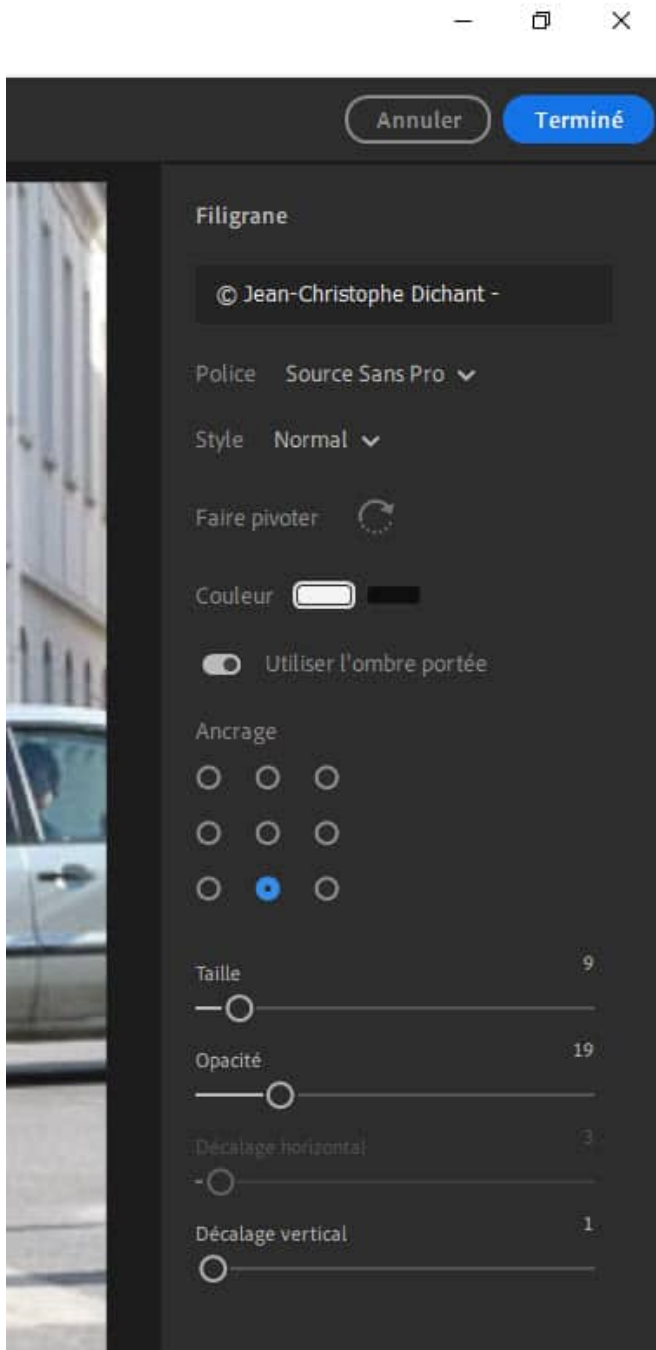 Annuler Terminé
Filigrane
© Jean-Christophe Dichant -
Police Source Sans Pro
Style Normal
Faire pivoter
Couleur
Utiliser l'ombre portée
Ancrage
Taille 9
Opacité 19
Décalage horizontal 3
Décalage vertical 1